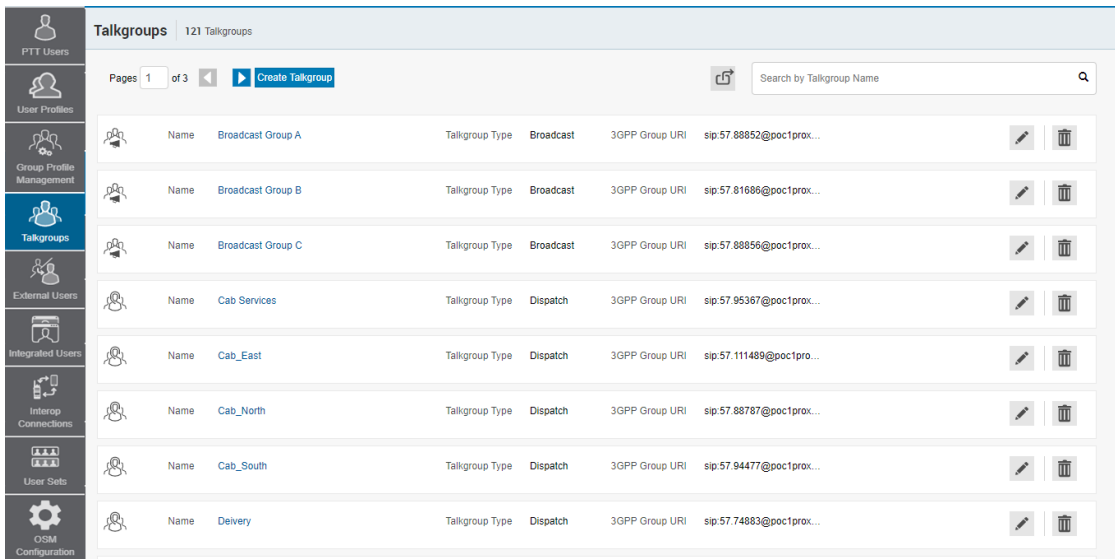 PTT Users
User Profiles
Group Profile
Management
Talkgroups
External Users
Integrated Users
Interop
Connections
User Sets
OSM
Configuration
Talkgroups 121 Talkgroups
Pages 1 of 3 Create Talkgroup Search by Talkgroup Name
Name Broadcast Group A Talkgroup Type Broadcast 3GPP Group URI sip:57.88852@poc1prox...
Name Broadcast Group B Talkgroup Type Broadcast 3GPP Group URI sip:57.81686@poc1prox...
Name Broadcast Group C Talkgroup Type Broadcast 3GPP Group URI sip:57.88856@poc1prox...
Name Cab Services Talkgroup Type Dispatch 3GPP Group URI sip:57.95367@poc1prox...
Name Cab_East Talkgroup Type Dispatch 3GPP Group URI sip:57.111489@poc1pro...
Name Cab_North Talkgroup Type Dispatch 3GPP Group URI sip:57.88787@poc1prox...
Name Cab_South Talkgroup Type Dispatch 3GPP Group URI sip:57.94477@poc1prox...
Name Deivery Talkgroup Type Dispatch 3GPP Group URI sip:57.74883@poc1prox...